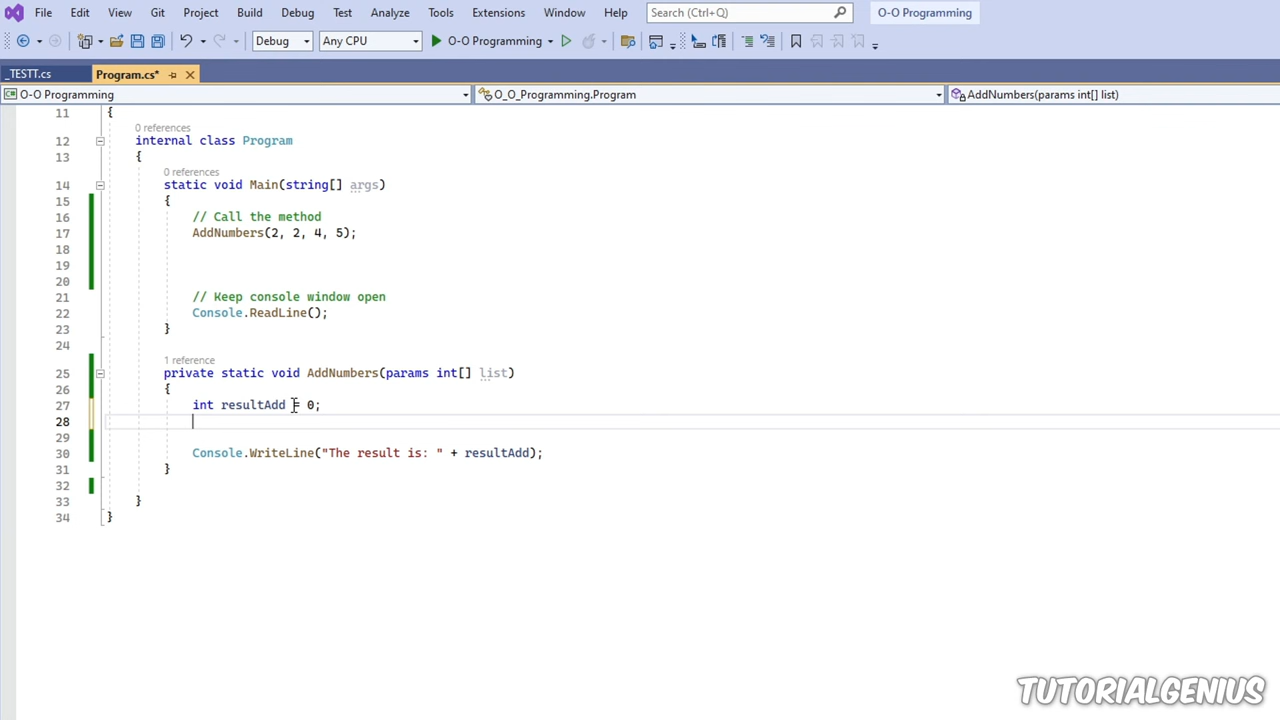 File Edit View Git Project Build Debug Test Analyze Tools Extensions Window Help Search (Ctrl+Q) O-O Programming
Debug Any CPU O-O Programming
_TESTT.cs Program.cs*
O-O Programming O_O_Programming.Program AddNumbers(params int[] list)
11 {
0 references
12 internal class Program
13 {
0 references
14 static void Main(string[] args)
15 {
16 // Call the method
17 AddNumbers(2, 2, 4, 5);
18
19
20
21 // Keep console window open
22 Console.ReadLine();
23 }
24
1 reference
25 private static void AddNumbers(params int[] list)
26 {
27 int resultAdd = 0;
28
29
30 Console.WriteLine("The result is: " + resultAdd);
31 }
32
33 }
34 }
TUTORIALGENIUS